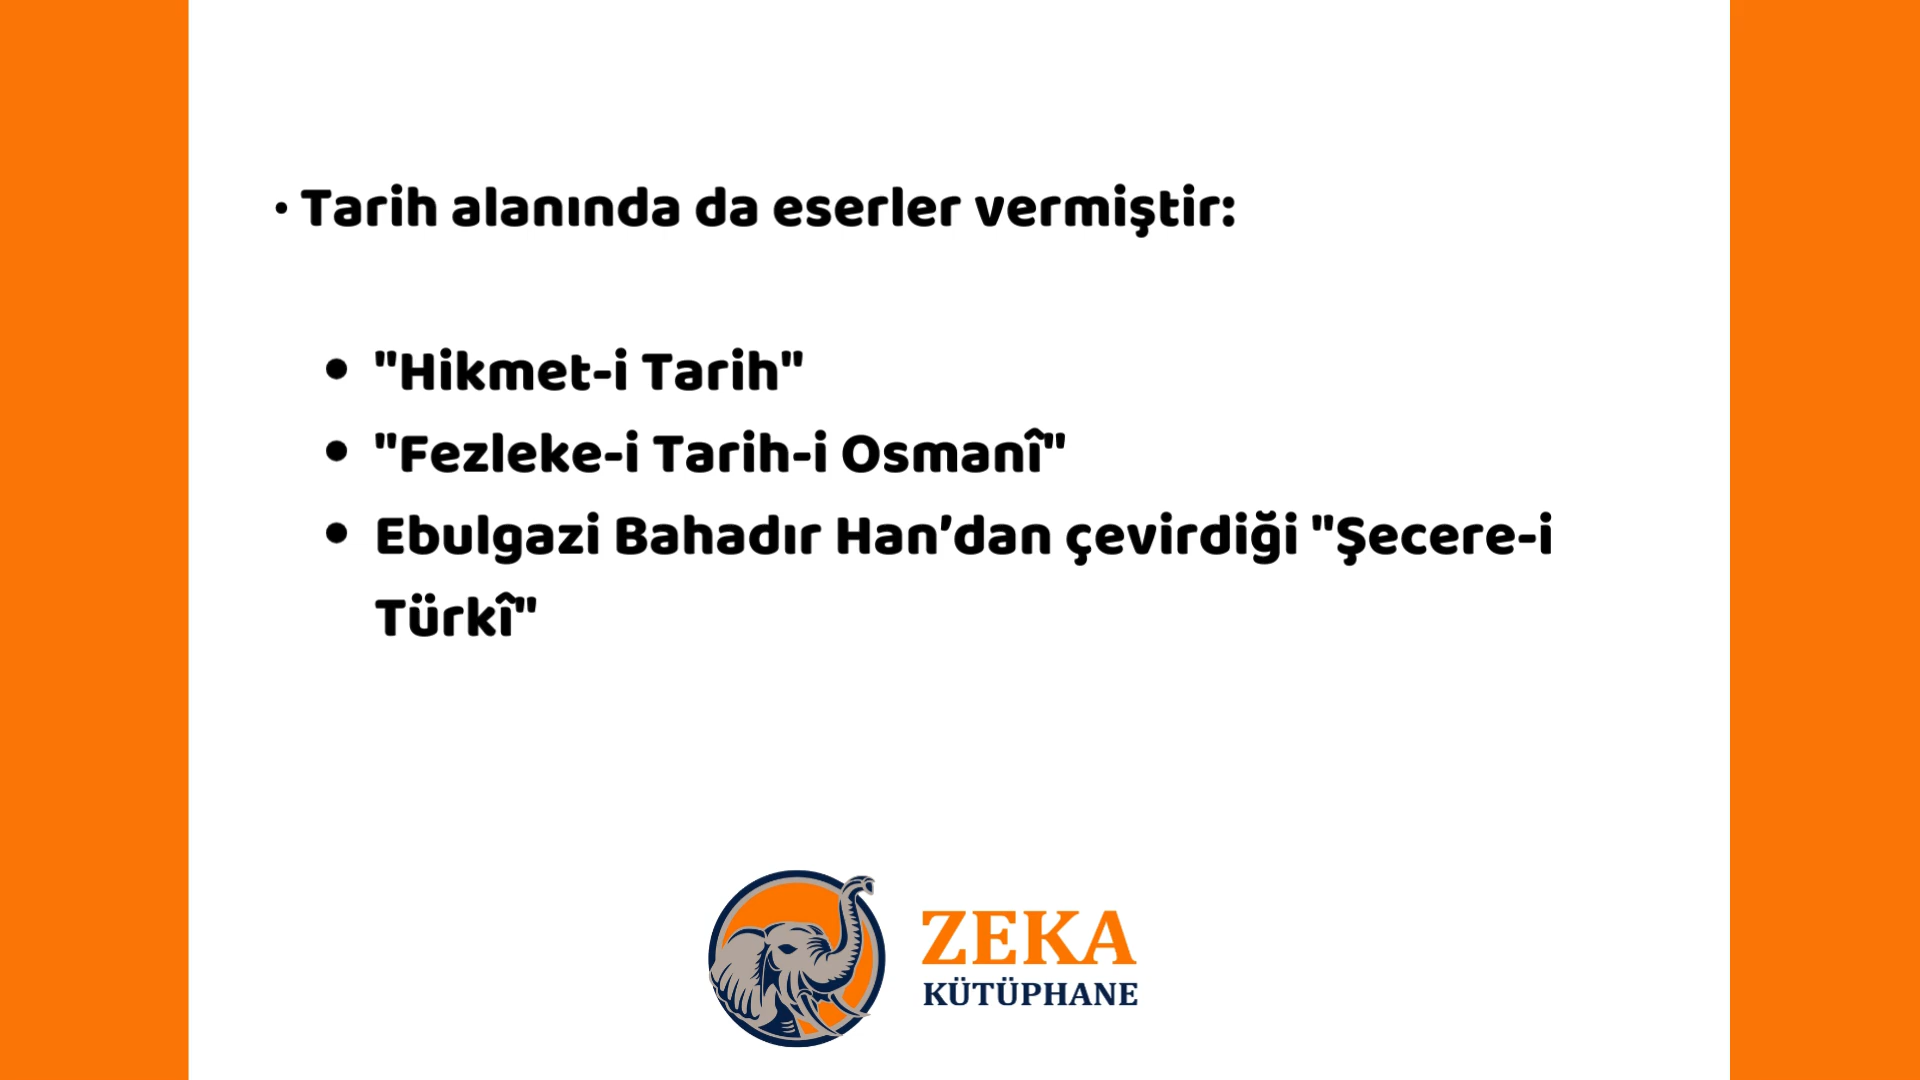 • Tarih alanında da eserler vermiştir:
• "Hikmet-i Tarih"
• "Fezleke-i Tarih-i Osmanî"
• Ebulgazi Bahadır Han’dan çevirdiği "Şecere-i
Türkî"
ZEKA
KÜTÜPHANE